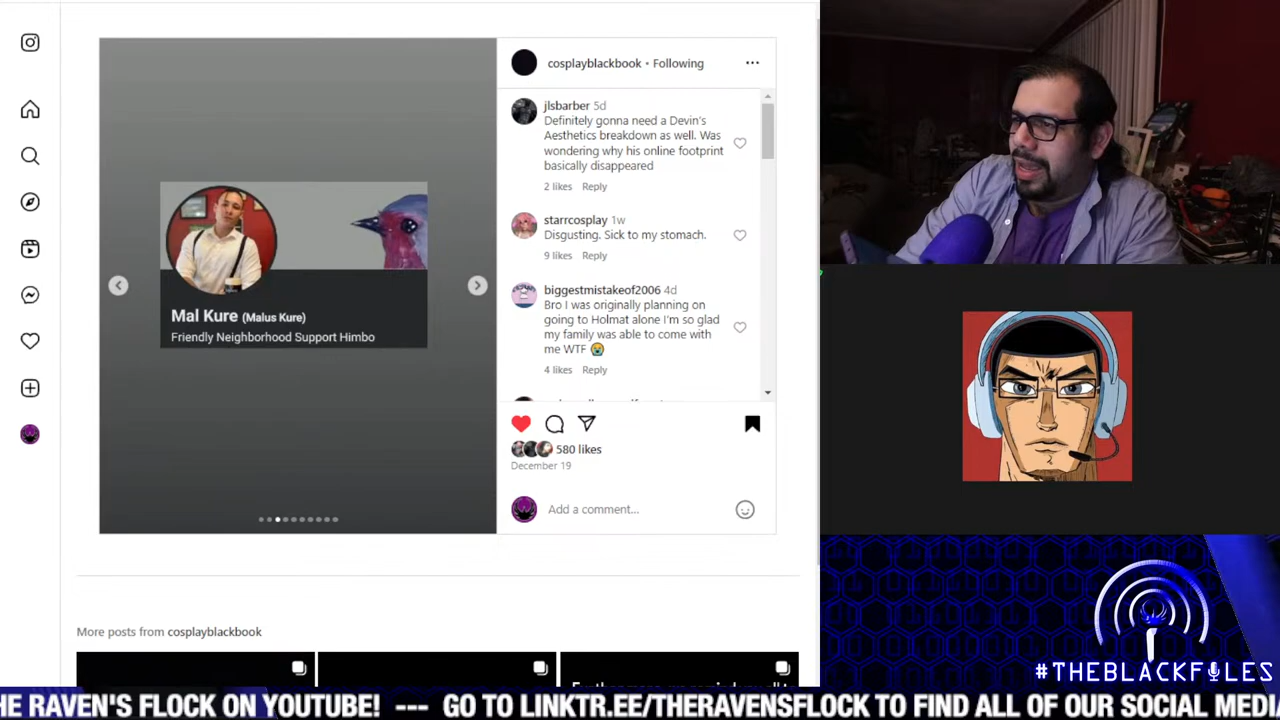 cosplayblackbook • Following
jlsbarber 5d
Definitely gonna need a Devin's
Aesthetics breakdown as well. Was
wondering why his online footprint
basically disappeared
2 likes Reply
starrcosplay 1w
Disgusting. Sick to my stomach.
9 likes Reply
biggestmistakeof2006 4d
Bro I was originally planning on
going to Holmat alone I'm so glad
my family was able to come with
me WTF 😭
4 likes Reply
Mal Kure (Malus Kure)
Friendly Neighborhood Support Himbo
580 likes
December 19
Add a comment...
More posts from cosplayblackbook
#THEBLACKFILES
HE RAVEN'S FLOCK ON YOUTUBE! --- GO TO LINKTR.EE/THERAVENSFLOCK TO FIND ALL OF OUR SOCIAL MEDI